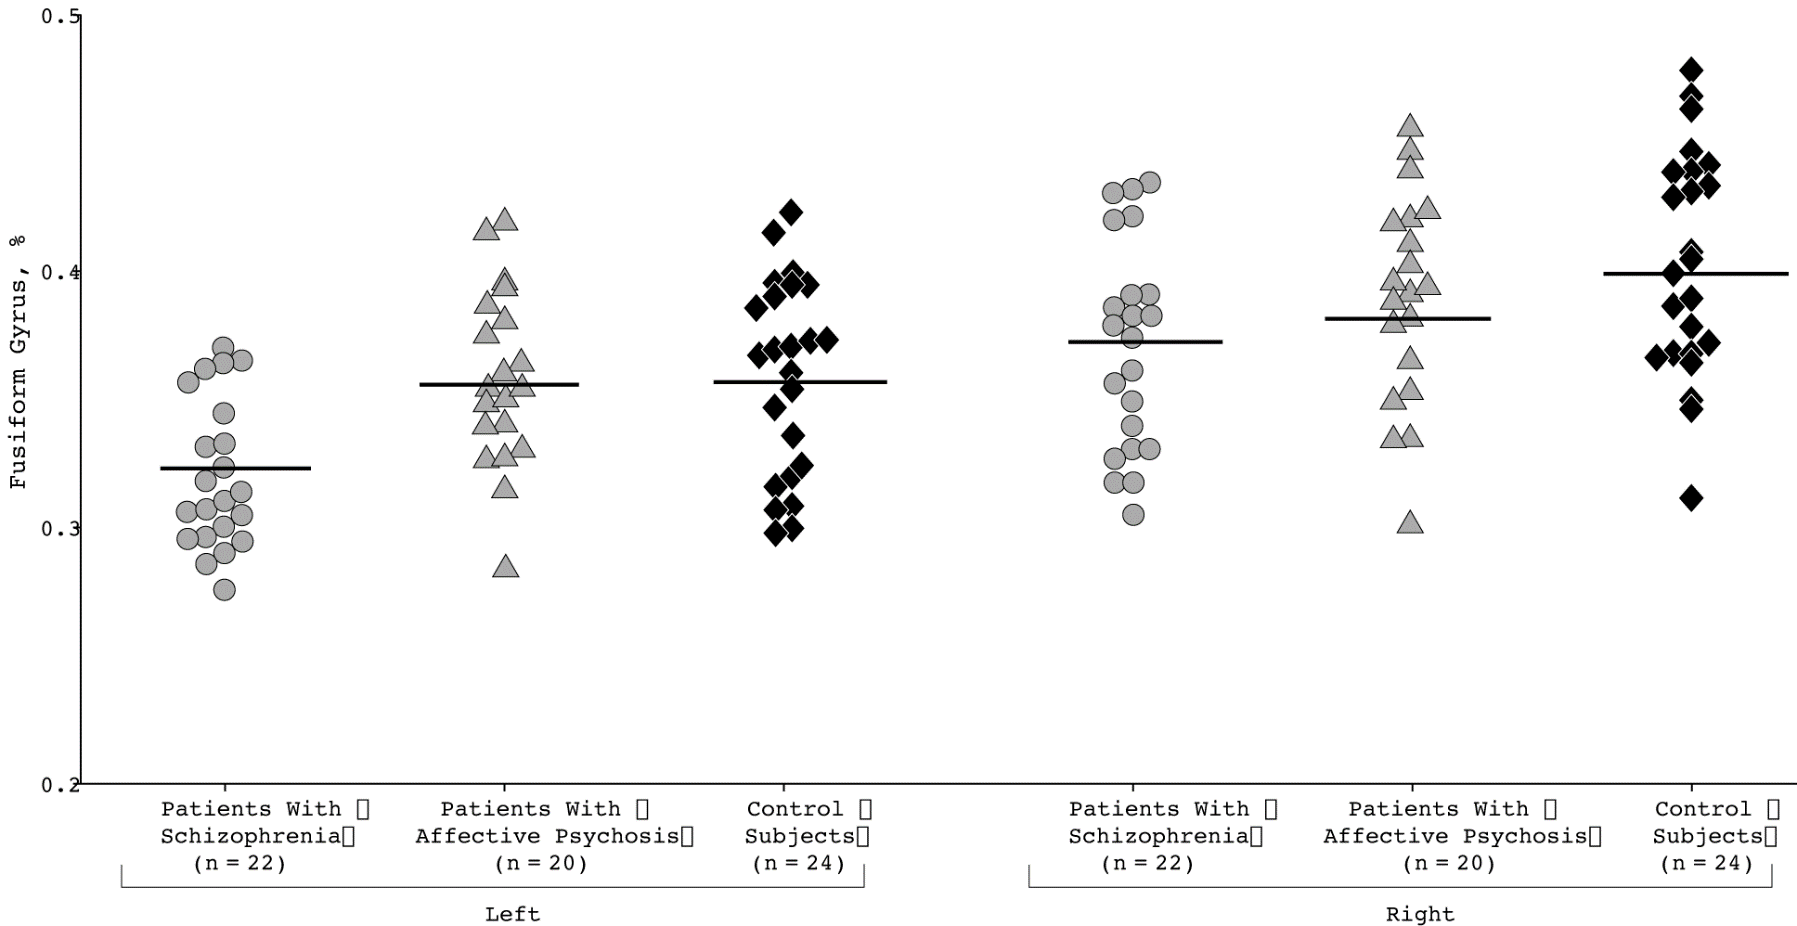 0.5
0.4
0.3
0.2
Fusiform Gyrus, %
Patients With
Schizophrenia
(n = 22)
Patients With
Affective Psychosis
(n = 20)
Control
Subjects
(n = 24)
Left
Patients With
Schizophrenia
(n = 22)
Patients With
Affective Psychosis
(n = 20)
Control
Subjects
(n = 24)
Right